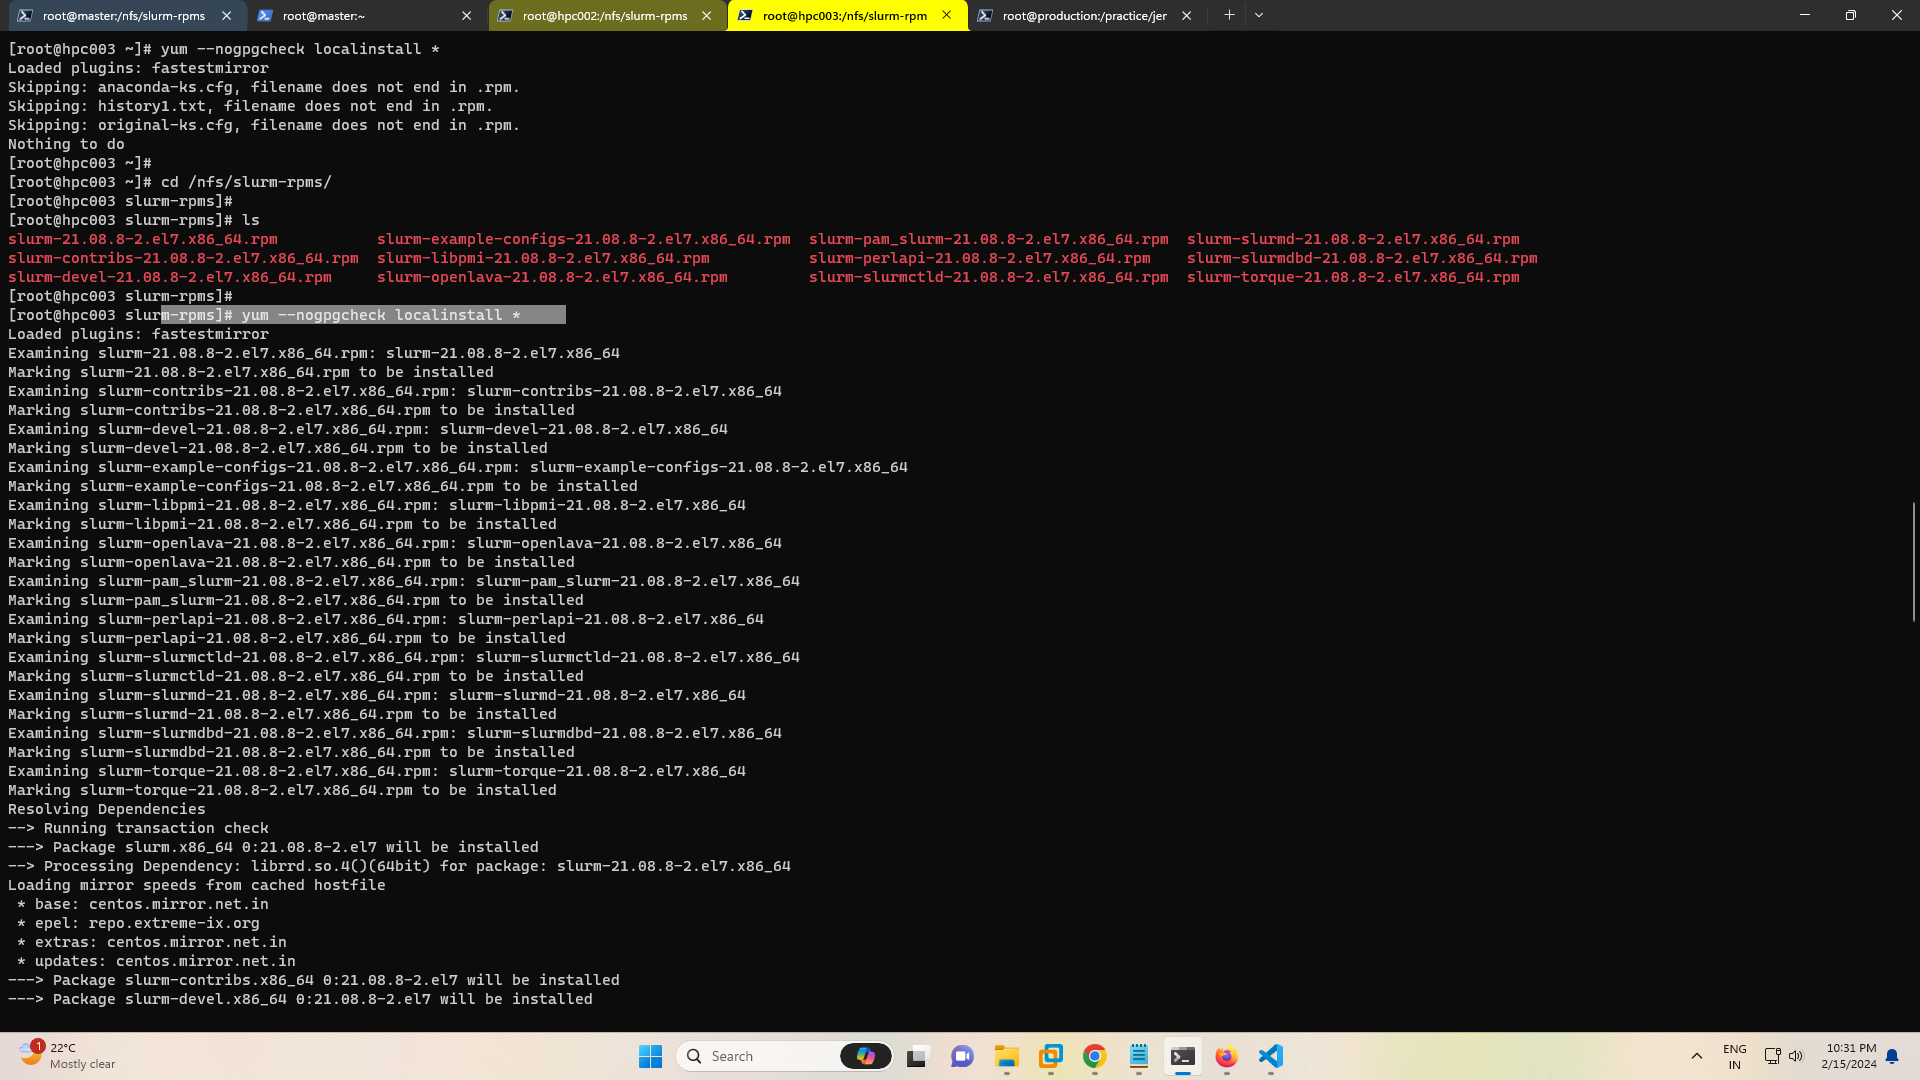 root@master:/nfs/slurm-rpms
root@master:~
root@hpc002:/nfs/slurm-rpms
root@hpc003:/nfs/slurm-rpm
root@production:/practice/jer
[root@hpc003 ~]# yum --nogpgcheck localinstall *
Loaded plugins: fastestmirror
Skipping: anaconda-ks.cfg, filename does not end in .rpm.
Skipping: history1.txt, filename does not end in .rpm.
Skipping: original-ks.cfg, filename does not end in .rpm.
Nothing to do
[root@hpc003 ~]#
[root@hpc003 ~]# cd /nfs/slurm-rpms/
[root@hpc003 slurm-rpms]#
[root@hpc003 slurm-rpms]# ls
slurm-21.08.8-2.el7.x86_64.rpm slurm-example-configs-21.08.8-2.el7.x86_64.rpm slurm-pam_slurm-21.08.8-2.el7.x86_64.rpm slurm-slurmd-21.08.8-2.el7.x86_64.rpm
slurm-contribs-21.08.8-2.el7.x86_64.rpm slurm-libpmi-21.08.8-2.el7.x86_64.rpm slurm-perlapi-21.08.8-2.el7.x86_64.rpm slurm-slurmdbd-21.08.8-2.el7.x86_64.rpm
slurm-devel-21.08.8-2.el7.x86_64.rpm slurm-openlava-21.08.8-2.el7.x86_64.rpm slurm-slurmctld-21.08.8-2.el7.x86_64.rpm slurm-torque-21.08.8-2.el7.x86_64.rpm
[root@hpc003 slurm-rpms]#
[root@hpc003 slurm-rpms]# yum --nogpgcheck localinstall *
Loaded plugins: fastestmirror
Examining slurm-21.08.8-2.el7.x86_64.rpm: slurm-21.08.8-2.el7.x86_64
Marking slurm-21.08.8-2.el7.x86_64.rpm to be installed
Examining slurm-contribs-21.08.8-2.el7.x86_64.rpm: slurm-contribs-21.08.8-2.el7.x86_64
Marking slurm-contribs-21.08.8-2.el7.x86_64.rpm to be installed
Examining slurm-devel-21.08.8-2.el7.x86_64.rpm: slurm-devel-21.08.8-2.el7.x86_64
Marking slurm-devel-21.08.8-2.el7.x86_64.rpm to be installed
Examining slurm-example-configs-21.08.8-2.el7.x86_64.rpm: slurm-example-configs-21.08.8-2.el7.x86_64
Marking slurm-example-configs-21.08.8-2.el7.x86_64.rpm to be installed
Examining slurm-libpmi-21.08.8-2.el7.x86_64.rpm: slurm-libpmi-21.08.8-2.el7.x86_64
Marking slurm-libpmi-21.08.8-2.el7.x86_64.rpm to be installed
Examining slurm-openlava-21.08.8-2.el7.x86_64.rpm: slurm-openlava-21.08.8-2.el7.x86_64
Marking slurm-openlava-21.08.8-2.el7.x86_64.rpm to be installed
Examining slurm-pam_slurm-21.08.8-2.el7.x86_64.rpm: slurm-pam_slurm-21.08.8-2.el7.x86_64
Marking slurm-pam_slurm-21.08.8-2.el7.x86_64.rpm to be installed
Examining slurm-perlapi-21.08.8-2.el7.x86_64.rpm: slurm-perlapi-21.08.8-2.el7.x86_64
Marking slurm-perlapi-21.08.8-2.el7.x86_64.rpm to be installed
Examining slurm-slurmctld-21.08.8-2.el7.x86_64.rpm: slurm-slurmctld-21.08.8-2.el7.x86_64
Marking slurm-slurmctld-21.08.8-2.el7.x86_64.rpm to be installed
Examining slurm-slurmd-21.08.8-2.el7.x86_64.rpm: slurm-slurmd-21.08.8-2.el7.x86_64
Marking slurm-slurmd-21.08.8-2.el7.x86_64.rpm to be installed
Examining slurm-slurmdbd-21.08.8-2.el7.x86_64.rpm: slurm-slurmdbd-21.08.8-2.el7.x86_64
Marking slurm-slurmdbd-21.08.8-2.el7.x86_64.rpm to be installed
Examining slurm-torque-21.08.8-2.el7.x86_64.rpm: slurm-torque-21.08.8-2.el7.x86_64
Marking slurm-torque-21.08.8-2.el7.x86_64.rpm to be installed
Resolving Dependencies
--> Running transaction check
---> Package slurm.x86_64 0:21.08.8-2.el7 will be installed
--> Processing Dependency: librrd.so.4()(64bit) for package: slurm-21.08.8-2.el7.x86_64
Loading mirror speeds from cached hostfile
* base: centos.mirror.net.in
* epel: repo.extreme-ix.org
* extras: centos.mirror.net.in
* updates: centos.mirror.net.in
---> Package slurm-contribs.x86_64 0:21.08.8-2.el7 will be installed
---> Package slurm-devel.x86_64 0:21.08.8-2.el7 will be installed
1
22°C
Mostly clear
Search
ENG
IN
10:31 PM
2/15/2024